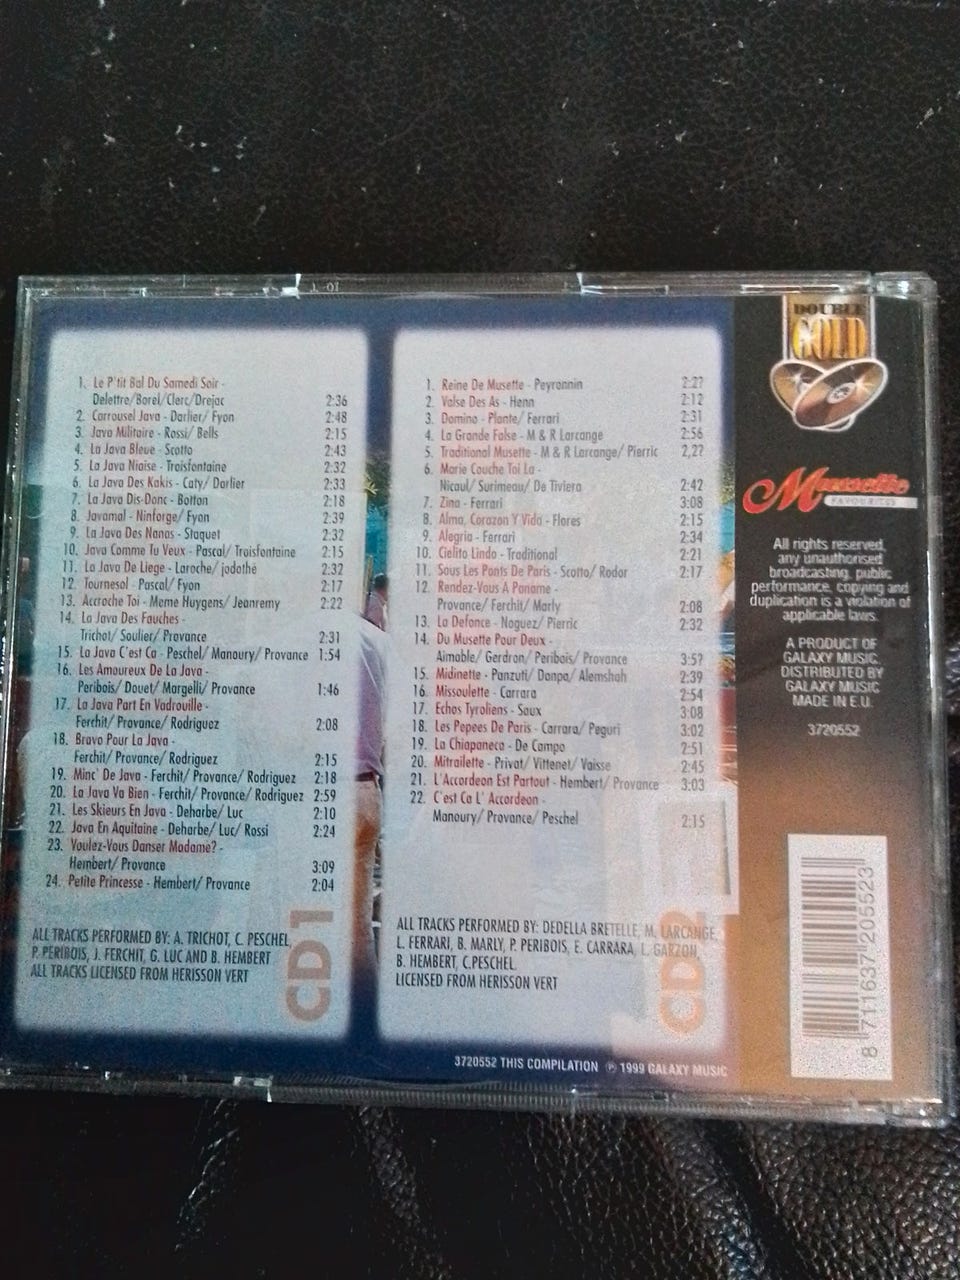 1. Le P'tit Bal Du Samedi Soir -
Delettre/Borel/Clerc/Drejac 2:36
2. Carrousel Java - Darlier/ Fyon 2:48
3. Java Militaire - Rossi/ Bells 2:15
4. La Java Bleue - Scotto 2:43
5. La Java Niaise - Troisfontaine 2:32
6. La Java Des Kakis - Caty/ Darlier 2:33
7. La Java Dis-Donc - Botton 2:18
8. Javamal - Ninforge/ Fyon 2:39
9. La Java Des Nanas - Staquet 2:32
10. Java Comme Tu Veux - Pascal/ Troisfontaine 2:15
11. La Java De Liege - Laroche/ jodothé 2:32
12. Tournesol - Pascal/ Fyon 2:17
13. Accroche Toi - Meme Huygens/ Jeanremy 2:22
14. La Java Des Fauches -
Trichot/ Soulier/ Provance 2:31
15. La Java C'est Ca - Peschel/ Manoury/ Provance 1:54
16. Les Amoureux De La Java -
Peribois/ Douet/ Margelli/ Provance 1:46
17. La Java Part En Vadrouille -
Ferchit/ Provance/ Rodriguez 2:08
18. Bravo Pour La Java -
Ferchit/ Provance/ Rodriguez 2:15
19. Minc' De Java - Ferchit/ Provance/ Rodriguez 2:18
20. La Java Va Bien - Ferchit/ Provance/ Rodriguez 2:59
21. Les Skieurs En Java - Deharbe/ Luc 2:10
22. Java En Aquitaine - Deharbe/ Luc/ Rossi 2:24
23. Voulez-Vous Danser Madame? -
Hembert/ Provance 3:09
24. Petite Princesse - Hembert/ Provance 2:04
ALL TRACKS PERFORMED BY: A. TRICHOT, C. PESCHEL,
P. PERIBOIS, J. FERCHIT, G. LUC AND B. HEMBERT
ALL TRACKS LICENSED FROM HERISSON VERT
CD1
1. Reine De Musette - Peyronnin 2:27
2. Valse Des As - Henn 2:12
3. Domino - Plante/ Ferrari 2:31
4. La Grande False - M & R Larcange 2:56
5. Traditional Musette - M & R Larcange/ Pierric 2,27
6. Marie Couche Toi La -
Nicaul/ Surimeau/ De Tiviera 2:42
7. Zina - Ferrari 3:08
8. Alma, Corazon Y Vida - Flores 2:15
9. Alegria - Ferrari 2:34
10. Cielito Lindo - Traditional 2:21
11. Sous Les Ponts De Paris - Scotto/ Rodor 2:17
12. Rendez-Vous A Paname -
Provance/ Ferchit/ Marly 2:08
13. La Defonce - Noguez/ Pierric 2:32
14. Du Musette Pour Deux -
Aimable/ Gerdron/ Peribois/ Provance 3:57
15. Midinette - Panzuti/ Danpa/ Alemshah 2:39
16. Missoulette - Carrara 2:54
17. Echos Tyroliens - Saux 3:08
18. Les Pepees De Paris - Carrara/ Peguri 3:02
19. La Chiapaneca - De Campo 2:51
20. Mitrailette - Privat/ Vittenet/ Vaisse 2:45
21. L'Accordeon Est Partout - Hembert/ Provance 3:03
22. C'est Ca L' Accordeon -
Manoury/ Provance/ Peschel 2:15
ALL TRACKS PERFORMED BY: DEDELLA BRETELLE, M. LARCANGE,
L. FERRARI, B. MARLY, P. PERIBOIS, E. CARRARA, L. GARZON,
B. HEMBERT, C.PESCHEL.
LICENSED FROM HERISSON VERT
CD2
3720552 THIS COMPILATION ℗ 1999 GALAXY MUSIC
DOUBLE
GOLD
Musette
FAVOURITES
All rights reserved,
any unauthorised
broadcasting, public
performance, copying and
duplication is a violation of
applicable laws.
A PRODUCT OF
GALAXY MUSIC.
DISTRIBUTED BY
GALAXY MUSIC
MADE IN E.U.
3720552
8 711637 205523